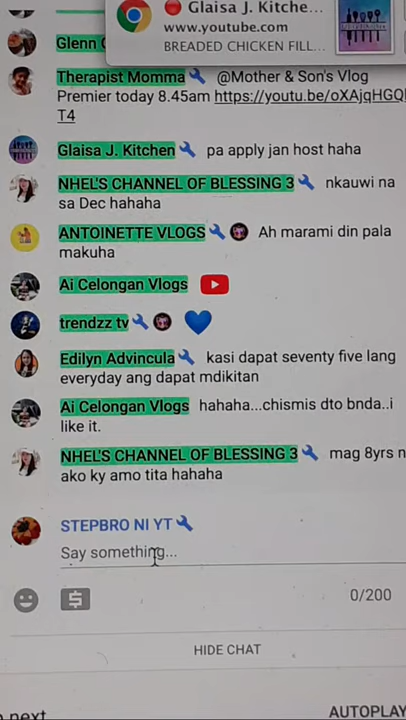 Glaisa J. Kitche...
www.youtube.com
BREADED CHICKEN FILL...
Glenn
Therapist Momma @Mother & Son's Vlog
Premier today 8.45am https://youtu.be/oXAjqHGQ
T4
Glaisa J. Kitchen pa apply jan host haha
NHEL'S CHANNEL OF BLESSING 3 nkauwi na
sa Dec hahaha
ANTOINETTE VLOGS Ah marami din pala
makuha
Ai Celongan Vlogs
trendzz tv
Edilyn Advincula kasi dapat seventy five lang
everyday ang dapat mdikitan
Ai Celongan Vlogs hahaha...chismis dto bnda..i
like it.
NHEL'S CHANNEL OF BLESSING 3 mag 8yrs n
ako ky amo tita hahaha
STEPBRO NI YT
Say something...
0/200
HIDE CHAT
next
AUTOPLAY